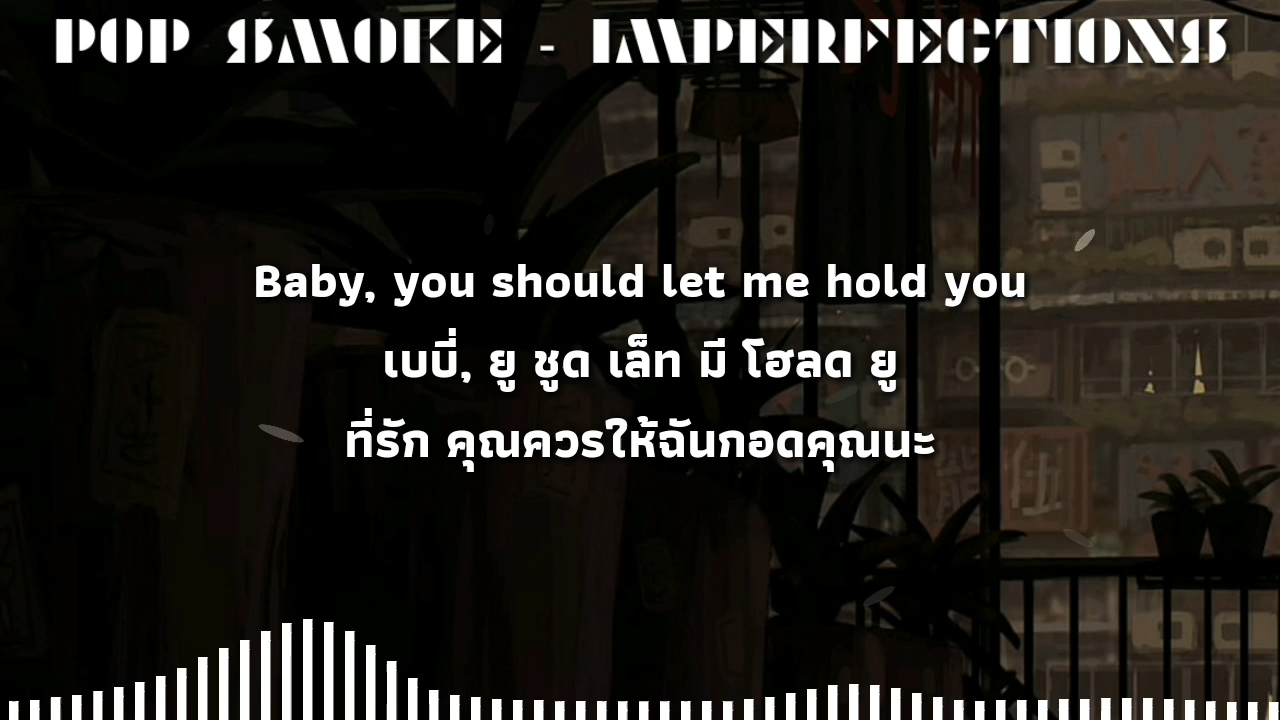 POP SMOKE - IMPERFECTIONS
Baby, you should let me hold you
เบบี่, ยู ชูด เล็ท มี โฮลด ยู
ที่รัก คุณควรให้ฉันกอดคุณนะ